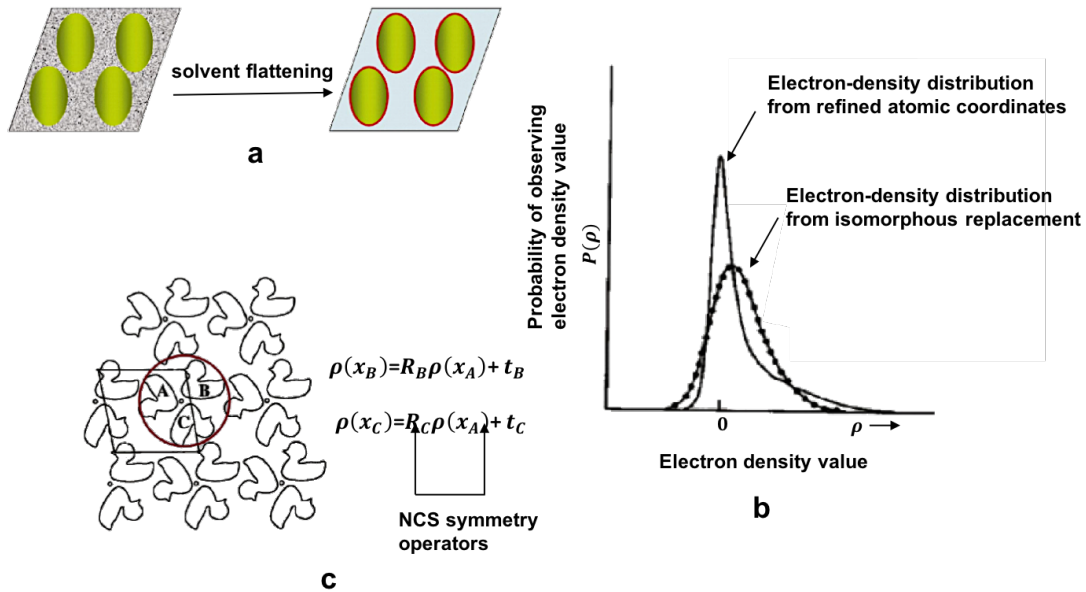 solvent flattening
a
Probability of observing
electron density value
P(ρ)
Electron-density distribution
from refined atomic coordinates
Electron-density distribution
from isomorphous replacement
0
ρ
Electron density value
b
A
B
C
ρ(x_B)=R_Bρ(x_A)+t_B
ρ(x_C)=R_Cρ(x_A)+t_C
NCS symmetry
operators
c